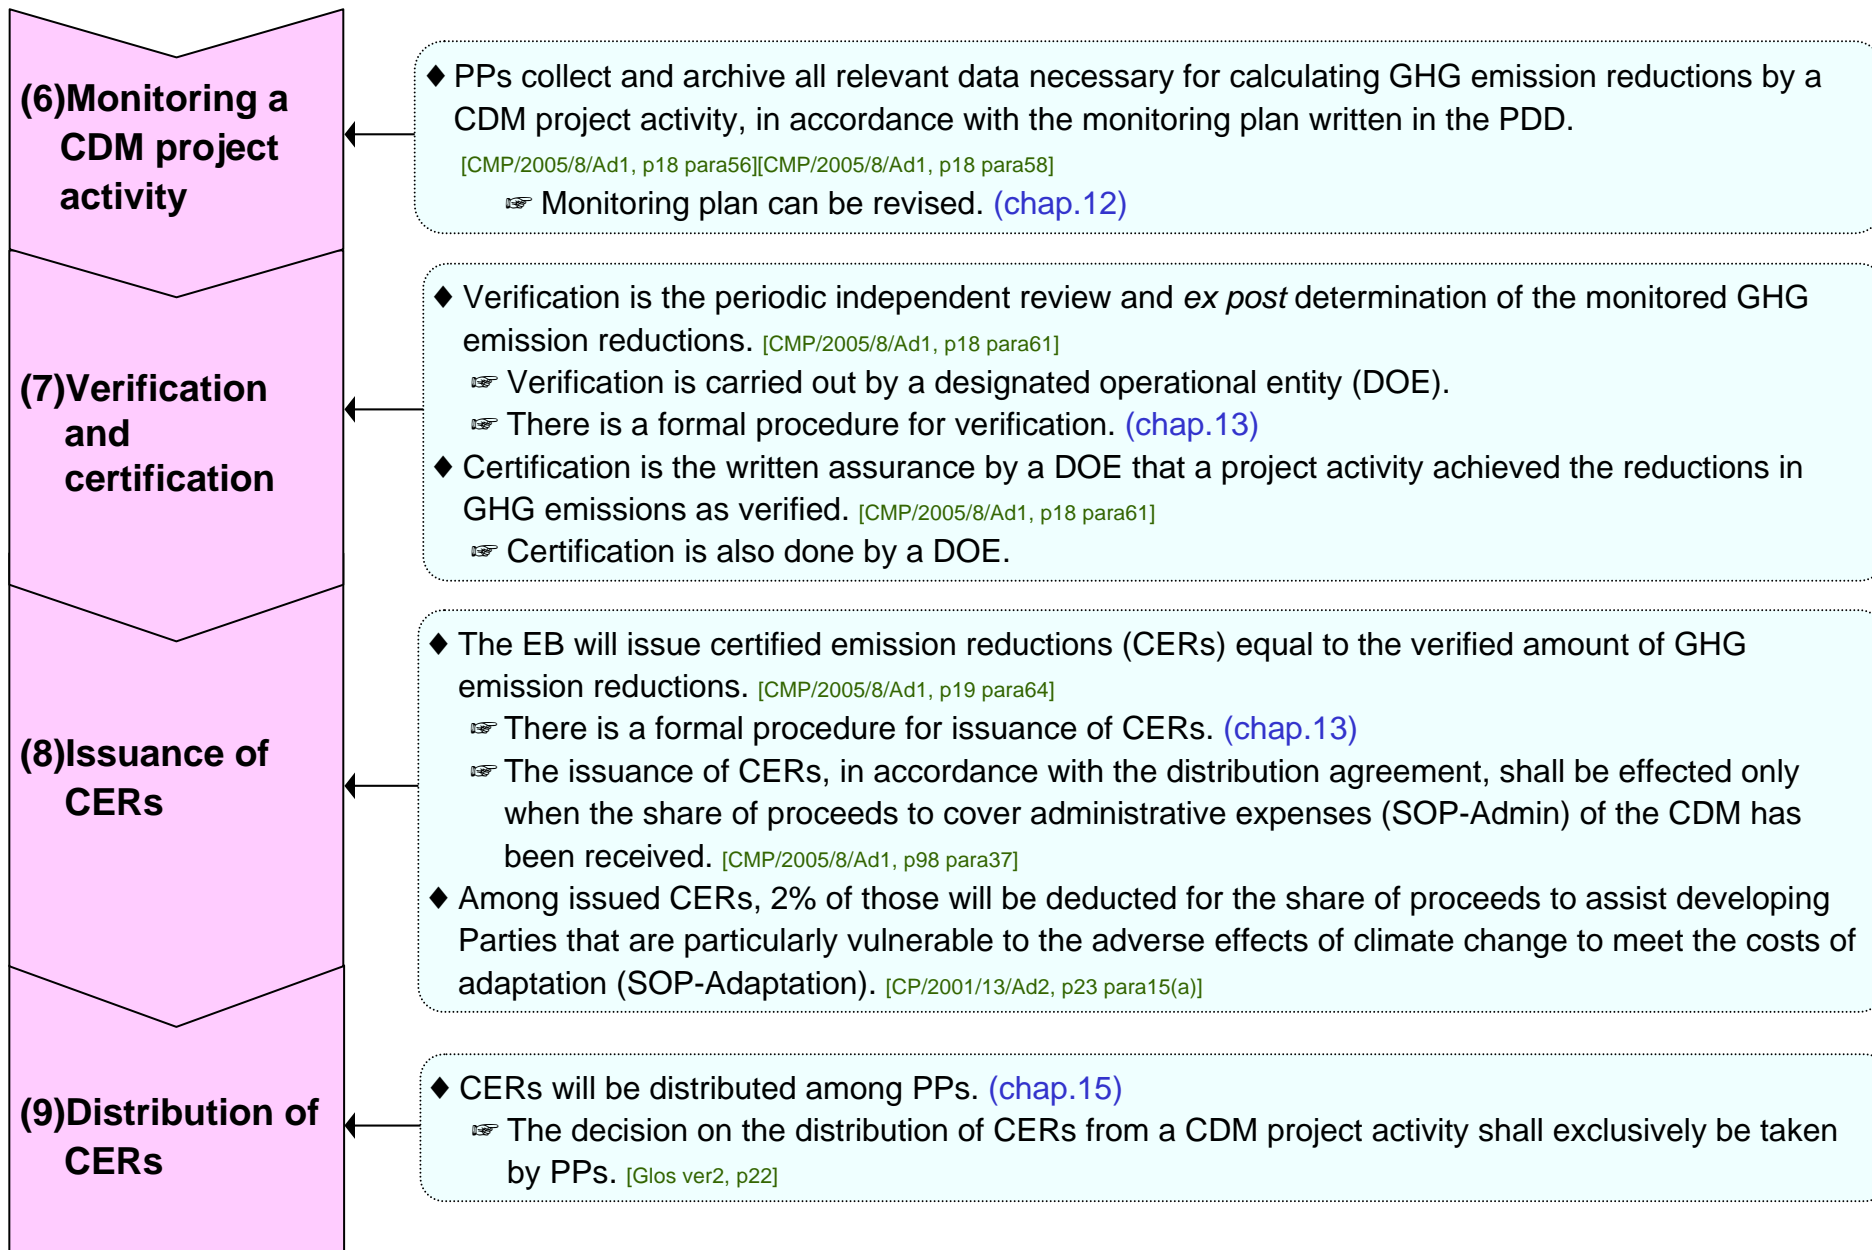 (6)Monitoring a
CDM project
activity
♦ PPs collect and archive all relevant data necessary for calculating GHG emission reductions by a
CDM project activity, in accordance with the monitoring plan written in the PDD.
[CMP/2005/8/Ad1, p18 para56][CMP/2005/8/Ad1, p18 para58]
☞ Monitoring plan can be revised. (chap.12)
(7)Verification
and
certification
♦ Verification is the periodic independent review and ex post determination of the monitored GHG
emission reductions. [CMP/2005/8/Ad1, p18 para61]
☞ Verification is carried out by a designated operational entity (DOE).
☞ There is a formal procedure for verification. (chap.13)
♦ Certification is the written assurance by a DOE that a project activity achieved the reductions in
GHG emissions as verified. [CMP/2005/8/Ad1, p18 para61]
☞ Certification is also done by a DOE.
(8)Issuance of
CERs
♦ The EB will issue certified emission reductions (CERs) equal to the verified amount of GHG
emission reductions. [CMP/2005/8/Ad1, p19 para64]
☞ There is a formal procedure for issuance of CERs. (chap.13)
☞ The issuance of CERs, in accordance with the distribution agreement, shall be effected only
when the share of proceeds to cover administrative expenses (SOP-Admin) of the CDM has
been received. [CMP/2005/8/Ad1, p98 para37]
♦ Among issued CERs, 2% of those will be deducted for the share of proceeds to assist developing
Parties that are particularly vulnerable to the adverse effects of climate change to meet the costs of
adaptation (SOP-Adaptation). [CP/2001/13/Ad2, p23 para15(a)]
(9)Distribution of
CERs
♦ CERs will be distributed among PPs. (chap.15)
☞ The decision on the distribution of CERs from a CDM project activity shall exclusively be taken
by PPs. [Glos ver2, p22]